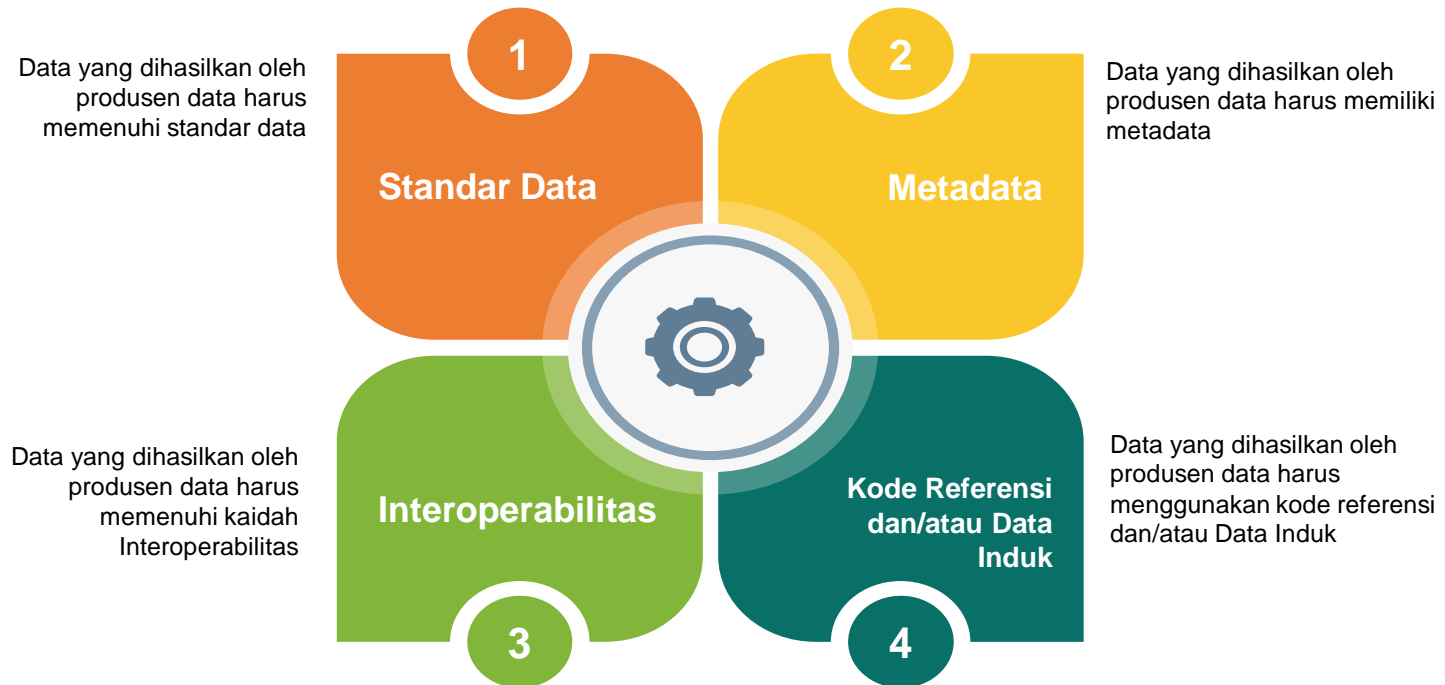 1
Data yang dihasilkan oleh
produsen data harus
memenuhi standar data
Standar Data
2
Data yang dihasilkan oleh
produsen data harus memiliki
metadata
Metadata
Data yang dihasilkan oleh
produsen data harus
memenuhi kaidah
Interoperabilitas
Interoperabilitas
3
Kode Referensi
dan/atau Data
Induk
Data yang dihasilkan oleh
produsen data harus
menggunakan kode referensi
dan/atau Data Induk
4